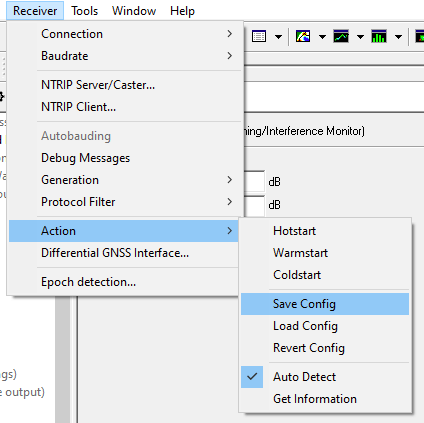 Receiver Tools Window Help
Connection
Baudrate
NTRIP Server/Caster...
NTRIP Client...
Autobauding
ning/Interference Monitor)
Debug Messages
Generation
dB
Protocol Filter
dB
Action
Hotstart
Differential GNSS Interface...
Warmstart
Coldstart
Epoch detection...
Save Config
Load Config
Revert Config
Auto Detect
ngs)
Get Information
e output)